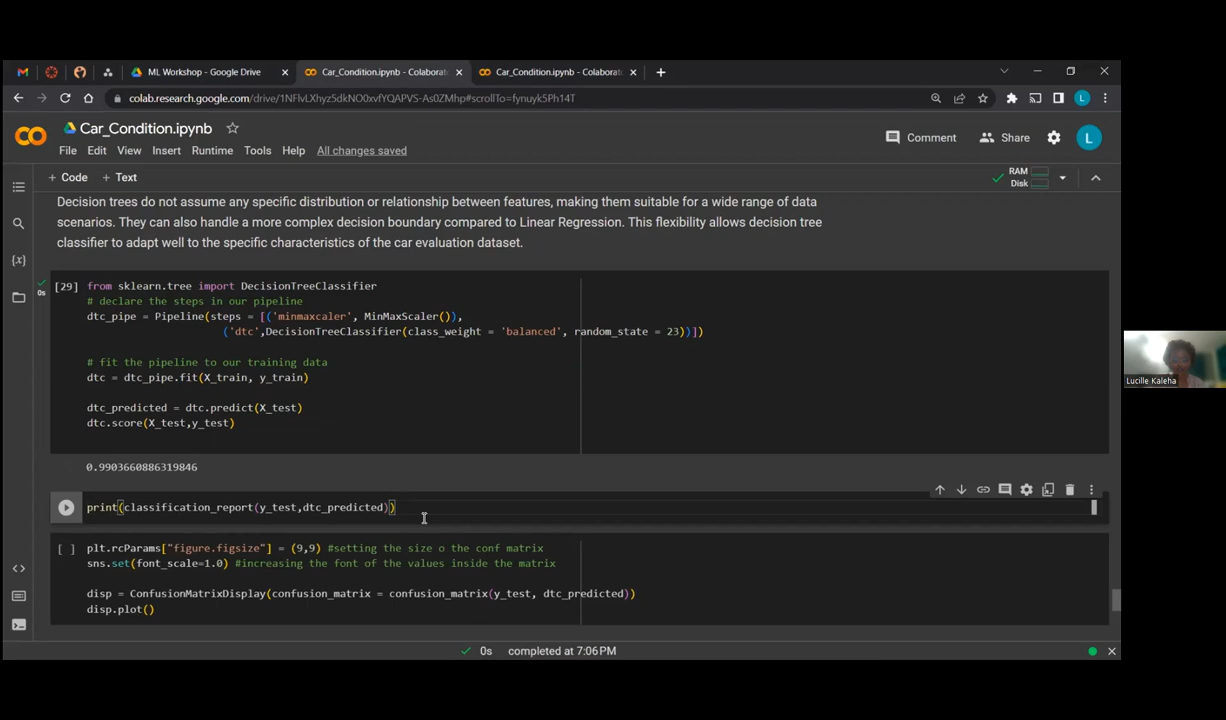 ML Workshop - Google Drive
Car_Condition.ipynb - Colaborat
Car_Condition.ipynb - Colaborat
colab.research.google.com/drive/1NFlvLXhyz5dkNO0xvfYQAPVS-As0ZMhp#scrollTo=fynuyk5Ph14T
L
Car_Condition.ipynb
Comment
Share
L
File Edit View Insert Runtime Tools Help All changes saved
+ Code + Text
RAM
Disk
Decision trees do not assume any specific distribution or relationship between features, making them suitable for a wide range of data
scenarios. They can also handle a more complex decision boundary compared to Linear Regression. This flexibility allows decision tree
classifier to adapt well to the specific characteristics of the car evaluation dataset.
[29] from sklearn.tree import DecisionTreeClassifier
0s
# declare the steps in our pipeline
dtc_pipe = Pipeline(steps = [('minmaxcaler', MinMaxScaler()),
('dtc',DecisionTreeClassifier(class_weight = 'balanced', random_state = 23))])
# fit the pipeline to our training data
dtc = dtc_pipe.fit(X_train, y_train)
dtc_predicted = dtc.predict(X_test)
dtc.score(X_test,y_test)
0.9903660886319846
print(classification_report(y_test,dtc_predicted))
[ ] plt.rcParams["figure.figsize"] = (9,9) #setting the size o the conf matrix
sns.set(font_scale=1.0) #increasing the font of the values inside the matrix
disp = ConfusionMatrixDisplay(confusion_matrix = confusion_matrix(y_test, dtc_predicted))
disp.plot()
0s completed at 7:06 PM
Lucille Kaleha